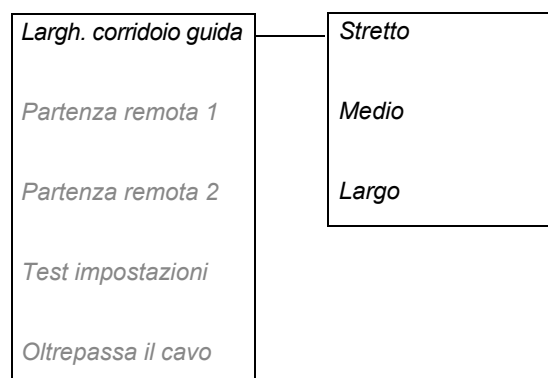 Largh. corridoio guida
Partenza remota 1
Partenza remota 2
Test impostazioni
Oltrepassa il cavo
Stretto
Medio
Largo